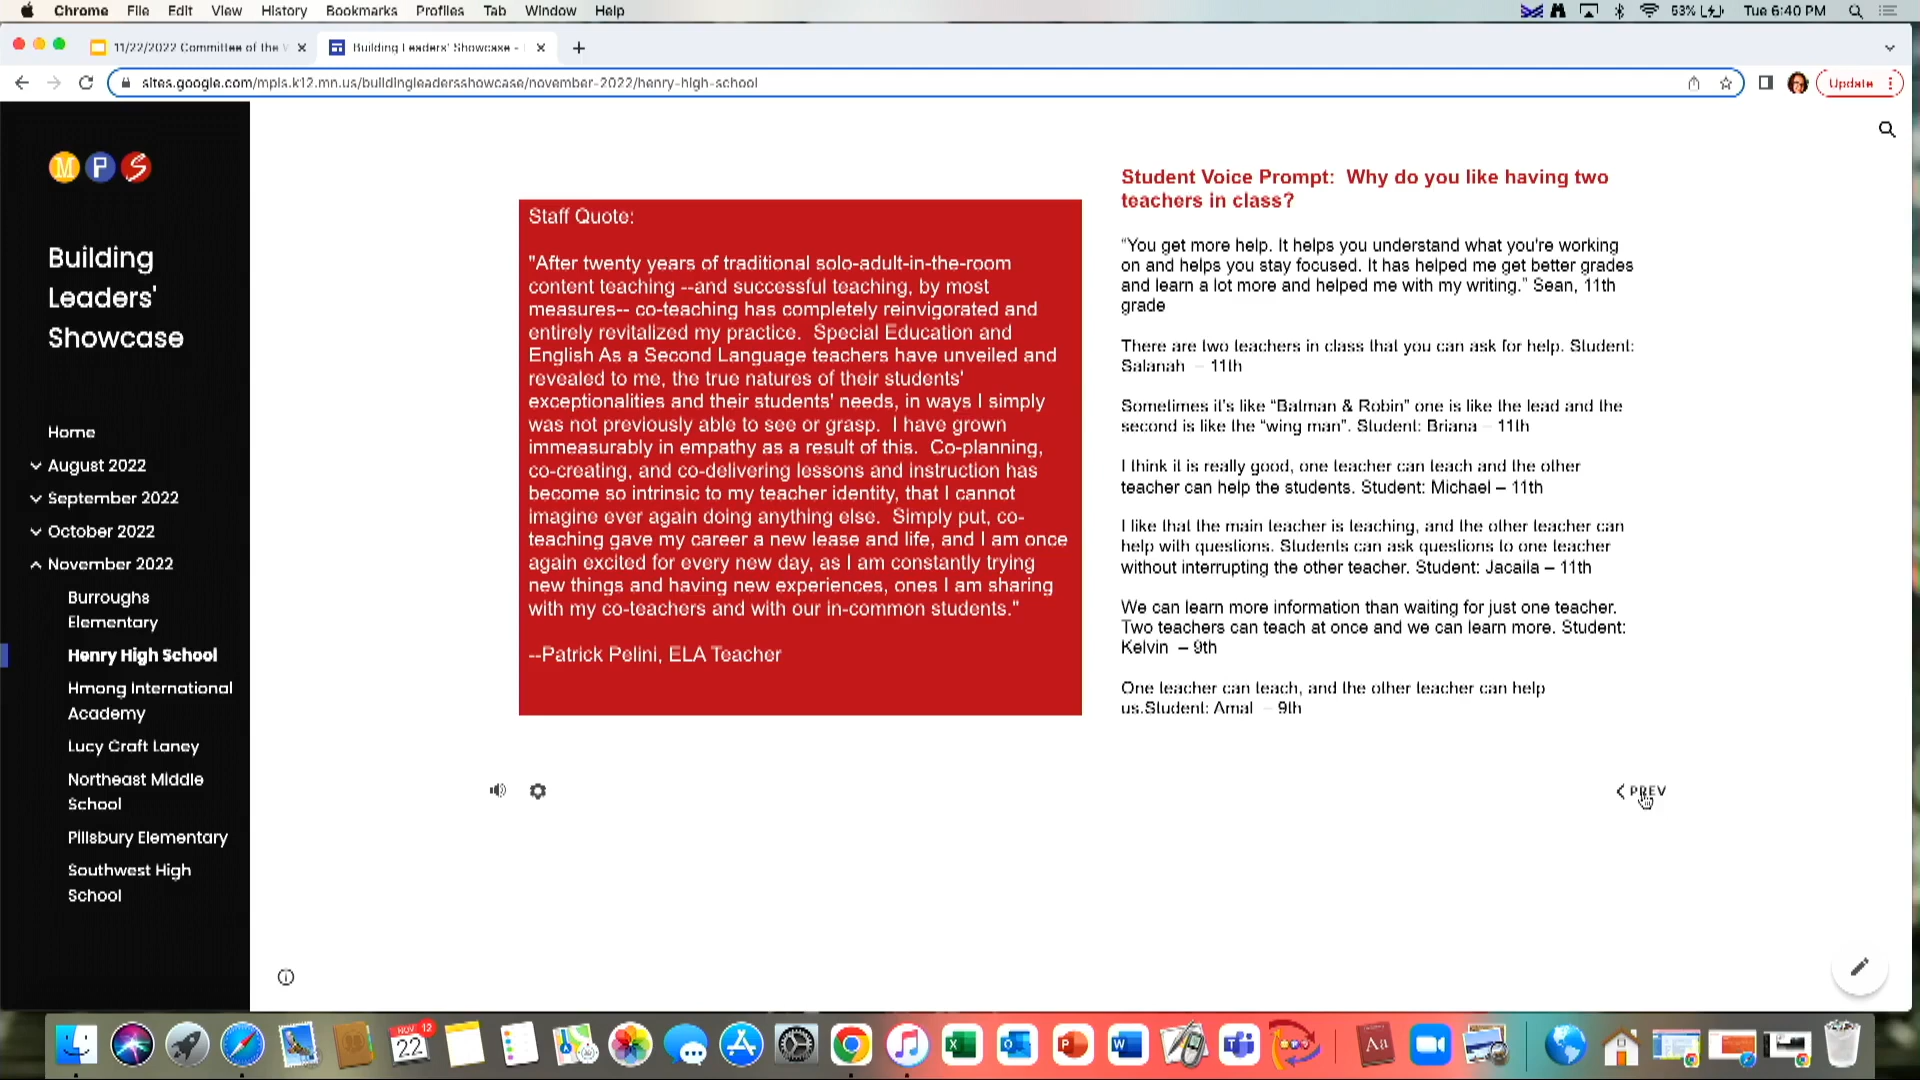 Chrome File Edit View History Bookmarks Profiles Tab Window Help
53% Tue 6:40 PM
11/22/2022 Committee of the
Building Leaders' Showcase -
sites.google.com/mpls.k12.mn.us/buildingleadersshowcase/november-2022/henry-high-school
Update
M P S
Building
Leaders'
Showcase
Home
August 2022
September 2022
October 2022
November 2022
Burroughs
Elementary
Henry High School
Hmong International
Academy
Lucy Craft Laney
Northeast Middle
School
Pillsbury Elementary
Southwest High
School
Staff Quote:
"After twenty years of traditional solo-adult-in-the-room
content teaching --and successful teaching, by most
measures-- co-teaching has completely reinvigorated and
entirely revitalized my practice. Special Education and
English As a Second Language teachers have unveiled and
revealed to me, the true natures of their students'
exceptionalities and their students' needs, in ways I simply
was not previously able to see or grasp. I have grown
immeasurably in empathy as a result of this. Co-planning,
co-creating, and co-delivering lessons and instruction has
become so intrinsic to my teacher identity, that I cannot
imagine ever again doing anything else. Simply put, co-
teaching gave my career a new lease and life, and I am once
again excited for every new day, as I am constantly trying
new things and having new experiences, ones I am sharing
with my co-teachers and with our in-common students."
--Patrick Pelini, ELA Teacher
Student Voice Prompt: Why do you like having two
teachers in class?
"You get more help. It helps you understand what you're working
on and helps you stay focused. It has helped me get better grades
and learn a lot more and helped me with my writing." Sean, 11th
grade
There are two teachers in class that you can ask for help. Student:
Salanah – 11th
Sometimes it's like “Batman & Robin” one is like the lead and the
second is like the “wing man”. Student: Briana – 11th
I think it is really good, one teacher can teach and the other
teacher can help the students. Student: Michael – 11th
I like that the main teacher is teaching, and the other teacher can
help with questions. Students can ask questions to one teacher
without interrupting the other teacher. Student: Jacaila – 11th
We can learn more information than waiting for just one teacher.
Two teachers can teach at once and we can learn more. Student:
Kelvin – 9th
One teacher can teach, and the other teacher can help
us.Student: Amal – 9th
PREV
NOV 12
22
Aa